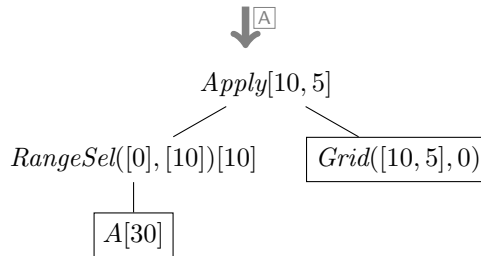 A
Apply[10, 5]
RangeSel([0], [10])[10]
Grid([10, 5], 0)
A[30]